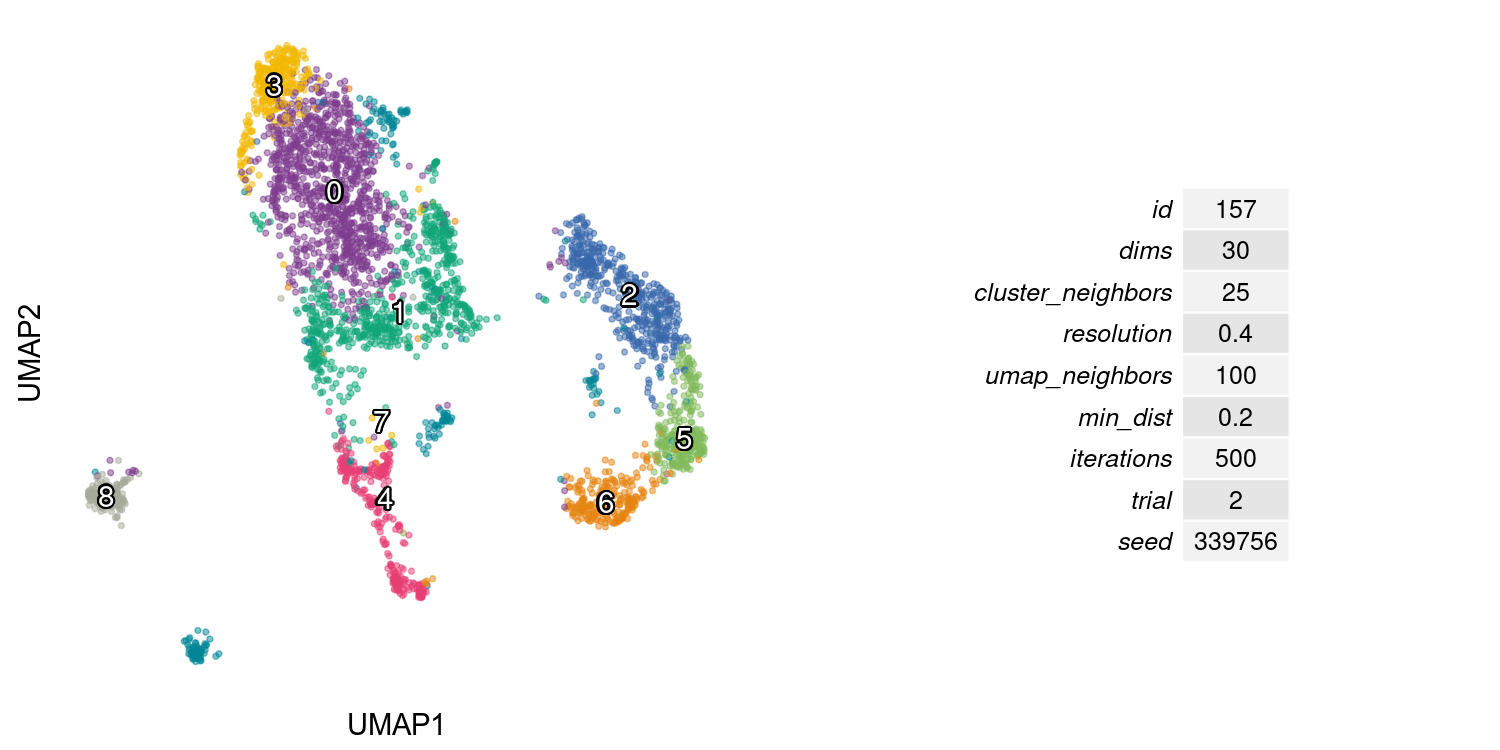 3
0
2
1
7
5
4
8
6
UMAP2
UMAP1
id 157
dims 30
cluster_neighbors 25
resolution 0.4
umap_neighbors 100
min_dist 0.2
iterations 500
trial 2
seed 339756